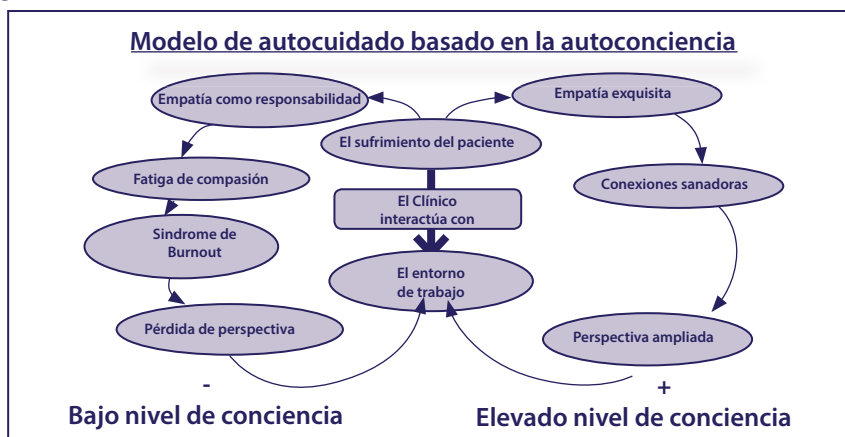 Modelo de autocuidado basado en la autoconciencia
Empatía como responsabilidad
Empatía exquisita
El sufrimiento del paciente
Fatiga de compasión
Conexiones sanadoras
El Clínico
interactúa con
Sindrome de
Burnout
El entorno
de trabajo
Pérdida de perspectiva
Perspectiva ampliada
-
+
Bajo nivel de conciencia
Elevado nivel de conciencia